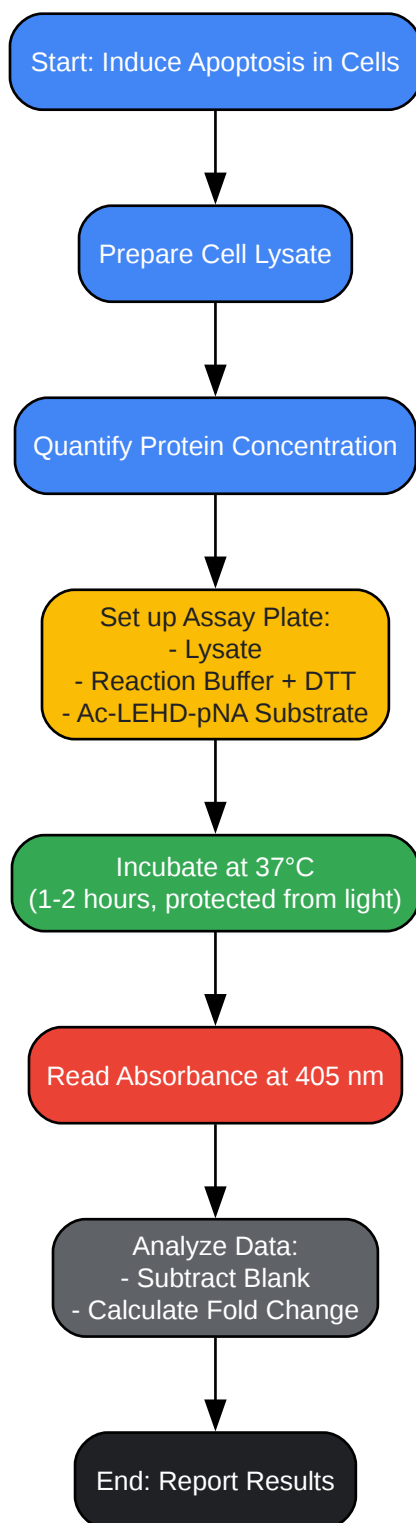 Start: Induce Apoptosis in Cells
Prepare Cell Lysate
Quantify Protein Concentration
Set up Assay Plate:
- Lysate
- Reaction Buffer + DTT
- Ac-LEHD-pNA Substrate
Incubate at 37°C
(1-2 hours, protected from light)
Read Absorbance at 405 nm
Analyze Data:
- Subtract Blank
- Calculate Fold Change
End: Report Results